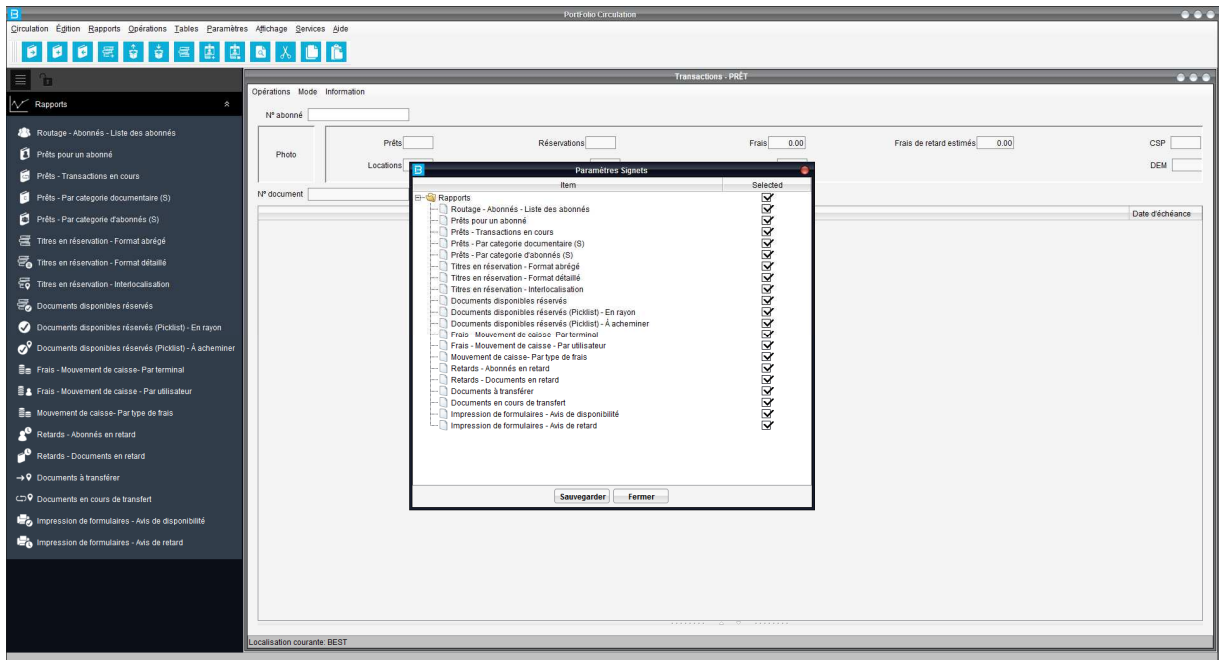 B
PortFolio Circulation
Circulation Édition Rapports Opérations Tables Paramètres Affichage Services Aide
Rapports
Routage - Abonnés - Liste des abonnés
Prêts pour un abonné
Prêts - Transactions en cours
Prêts - Par categorie documentaire (S)
Prêts - Par categorie d'abonnés (S)
Titres en réservation - Format abrégé
Titres en réservation - Format détaillé
Titres en réservation - Interlocalisation
Documents disponibles réservés
Documents disponibles réservés (Picklist) - En rayon
Documents disponibles réservés (Picklist) - À acheminer
Frais - Mouvement de caisse- Par terminal
Frais - Mouvement de caisse - Par utilisateur
Mouvement de caisse- Par type de frais
Retards - Abonnés en retard
Retards - Documents en retard
Documents à transférer
Documents en cours de transfert
Impression de formulaires - Avis de disponibilité
Impression de formulaires - Avis de retard
Transactions - PRÊT
Opérations Mode Information
N° abonné
Photo
Prêts Réservations Frais 0.00 Frais de retard estimés 0.00 CSP
Locations DEM
N° document
Date d'échéance
B
Paramètres Signets
Item Selected
Rapports
Routage - Abonnés - Liste des abonnés
Prêts pour un abonné
Prêts - Transactions en cours
Prêts - Par categorie documentaire (S)
Prêts - Par categorie d'abonnés (S)
Titres en réservation - Format abrégé
Titres en réservation - Format détaillé
Titres en réservation - Interlocalisation
Documents disponibles réservés
Documents disponibles réservés (Picklist) - En rayon
Documents disponibles réservés (Picklist) - À acheminer
Frais - Mouvement de caisse- Par terminal
Frais - Mouvement de caisse - Par utilisateur
Mouvement de caisse- Par type de frais
Retards - Abonnés en retard
Retards - Documents en retard
Documents à transférer
Documents en cours de transfert
Impression de formulaires - Avis de disponibilité
Impression de formulaires - Avis de retard
Sauvegarder Fermer
Localisation courante: BEST